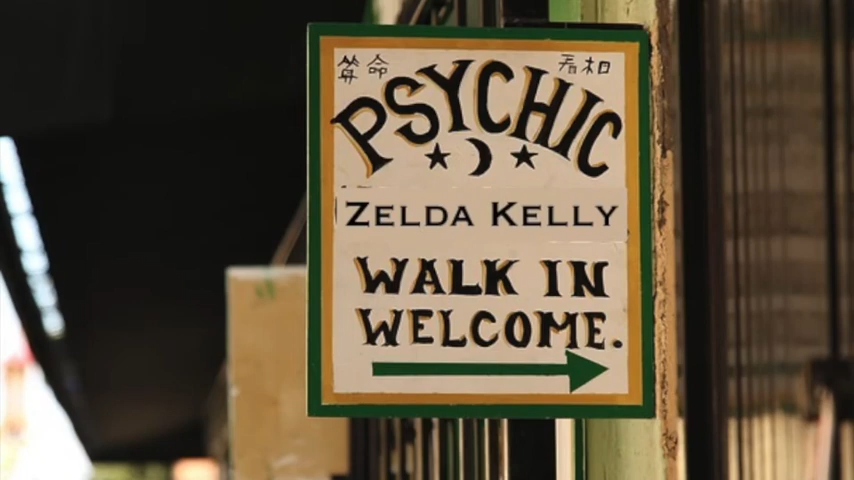 算命 看相
PSYCHIC
ZELDA KELLY
WALK IN
WELCOME.